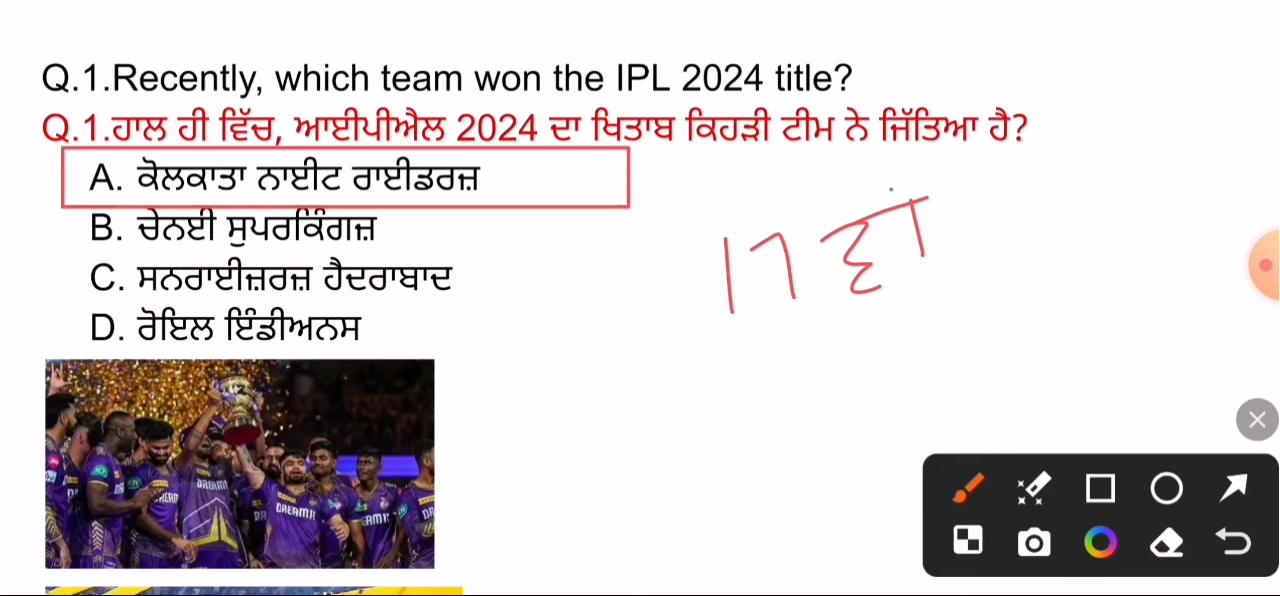 Q.1.Recently, which team won the IPL 2024 title?
Q.1.ਹਾਲ ਹੀ ਵਿੱਚ, ਆਈਪੀਐਲ 2024 ਦਾ ਖਿਤਾਬ ਕਿਹੜੀ ਟੀਮ ਨੇ ਜਿੱਤਿਆ ਹੈ?
A. ਕੋਲਕਾਤਾ ਨਾਈਟ ਰਾਈਡਰਜ਼
B. ਚੇਨਈ ਸੁਪਰਕਿੰਗਜ਼
C. ਸਨਰਾਈਜ਼ਰਜ਼ ਹੈਦਰਾਬਾਦ
D. ਰੋਇਲ ਇੰਡੀਅਨਸ
17ਵਾਂ
DREAM11
DREAM11